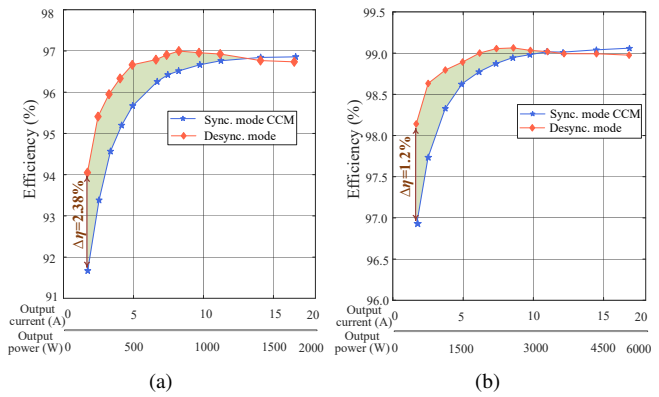 98
97
96
95
94
93
92
91
Efficiency (%)
Sync. mode CCM
Desync. mode
Δη=2.38%
Output current (A)
0 5 10 15 20
Output power (W)
0 500 1000 1500 2000
(a)
99.5
99.0
98.5
98.0
97.5
97.0
96.5
96.0
Efficiency (%)
Sync. mode CCM
Desync. mode
Δη=1.2%
Output current (A)
0 5 10 15 20
Output power (W)
0 1500 3000 4500 6000
(b)